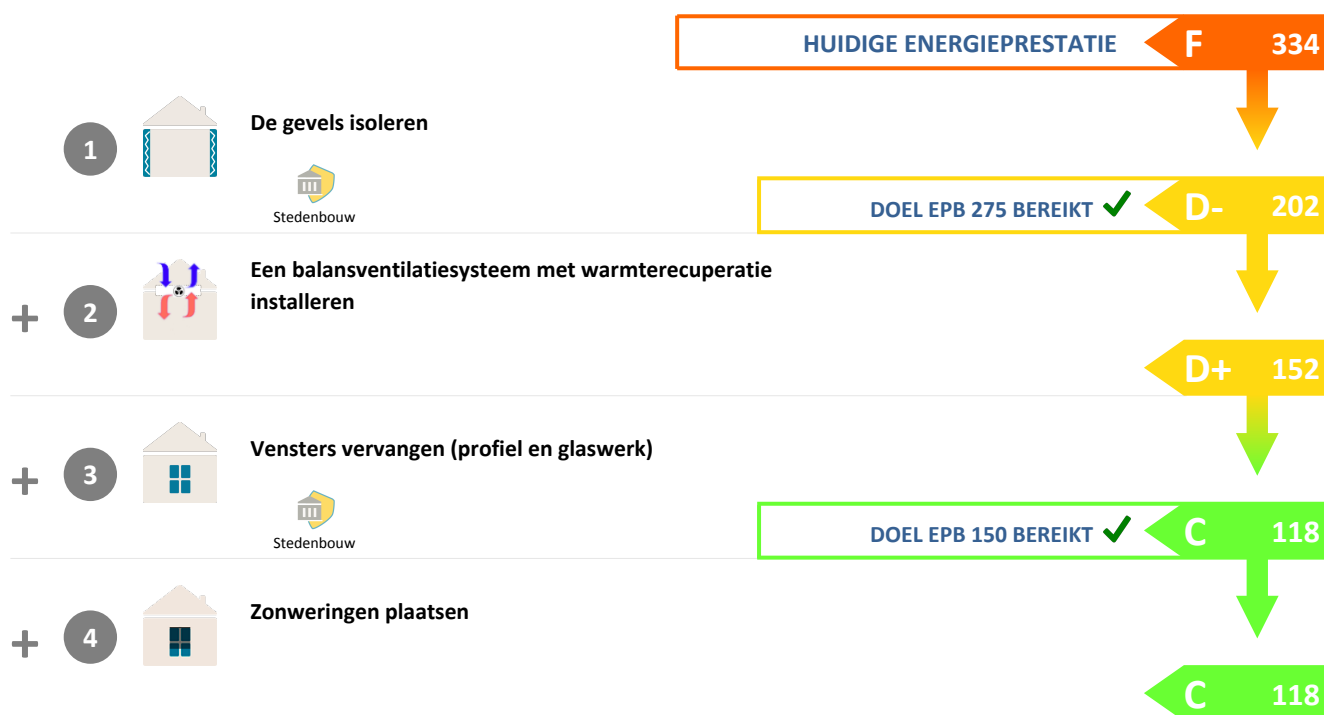 HUIDIGE ENERGIEPRESTATIE F 334
1 De gevels isoleren
Stedenbouw
DOEL EPB 275 BEREIKT D- 202
+ 2 Een balansventilatiesysteem met warmterecuperatie
installeren
D+ 152
+ 3 Vensters vervangen (profiel en glaswerk)
Stedenbouw
DOEL EPB 150 BEREIKT C 118
+ 4 Zonweringen plaatsen
C 118